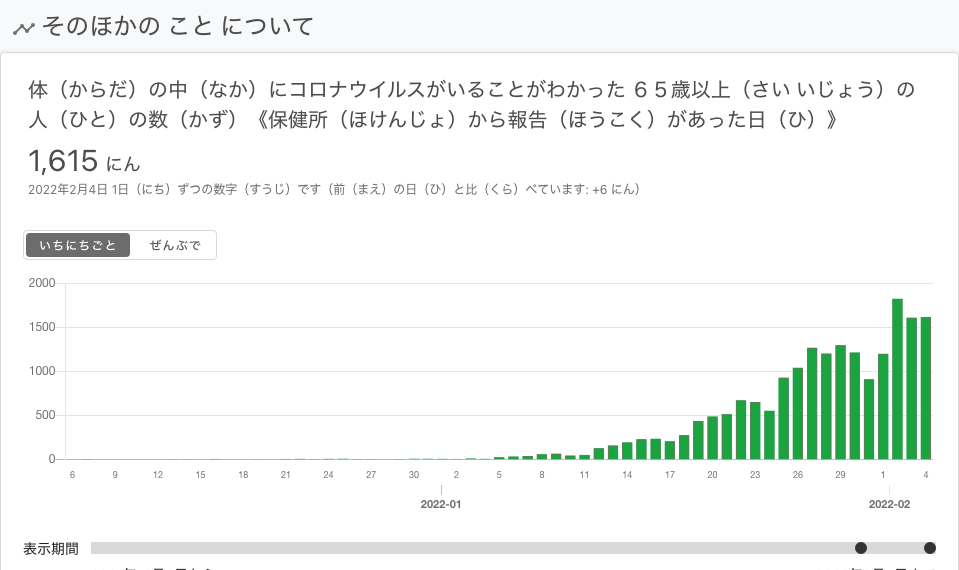 そのほかの こと について
体（からだ）の中（なか）にコロナウイルスがいることがわかった ６５歳以上（さい いじょう）の
人（ひと）の数（かず）《保健所（ほけんじょ）から報告（ほうこく）があった日（ひ）》
1,615 にん
2022年2月4日 1日（にち）ずつの数字（すうじ）です（前（まえ）の日（ひ）と比（くら）べています: +6 にん）
いちにちごと ぜんぶで
2000
1500
1000
500
0
6 9 12 15 18 21 24 27 30 2 5 8 11 14 17 20 23 26 29 1 4
2022-01 2022-02
表示期間